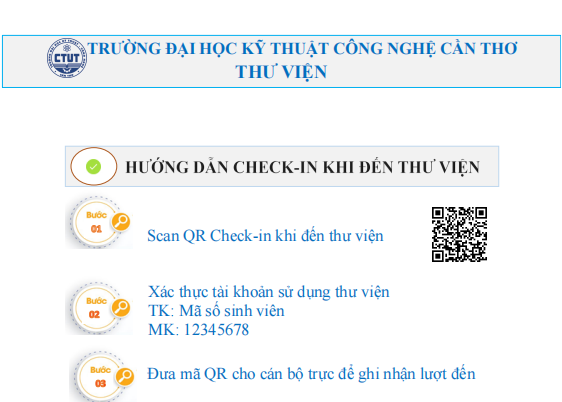 CTUT
TRƯỜNG ĐẠI HỌC KỸ THUẬT CÔNG NGHỆ CẦN THƠ
THƯ VIỆN
HƯỚNG DẪN CHECK-IN KHI ĐẾN THƯ VIỆN
Bước
01
Scan QR Check-in khi đến thư viện
Bước
02
Xác thực tài khoản sử dụng thư viện
TK: Mã số sinh viên
MK: 12345678
Bước
03
Đưa mã QR cho cán bộ trực để ghi nhận lượt đến